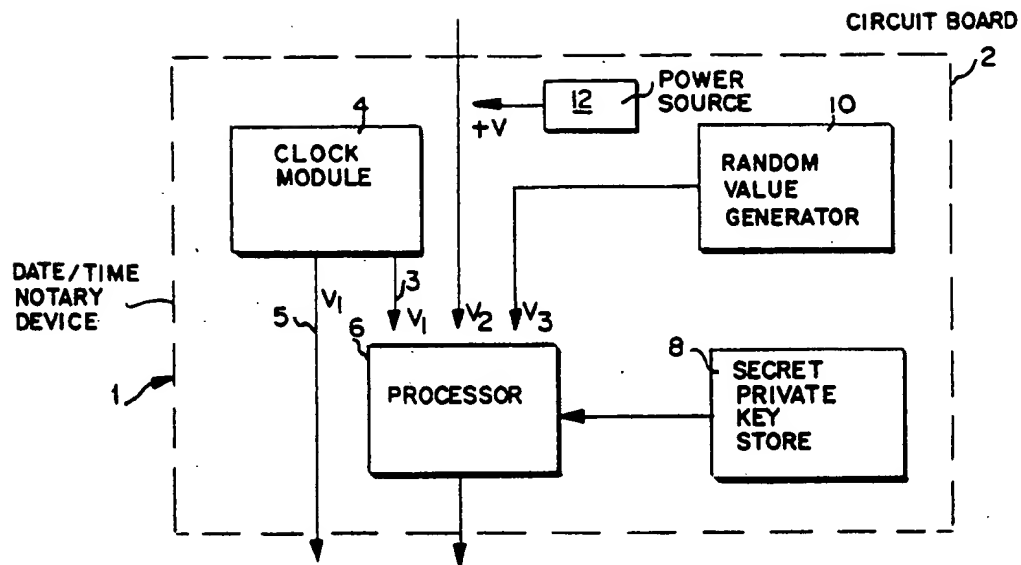 CIRCUIT BOARD
2
12
POWER
SOURCE
+V
4
CLOCK
MODULE
10
RANDOM
VALUE
GENERATOR
DATE/TIME
NOTARY
DEVICE
1
V1
5
3
V1
V2
V3
6
PROCESSOR
8
SECRET
PRIVATE
KEY
STORE